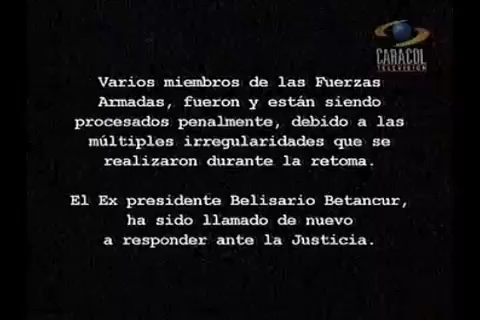 CARACOL
TELEVISIÓN
Varios miembros de las Fuerzas
Armadas, fueron y están siendo
procesados penalmente, debido a las
múltiples irregularidades que se
realizaron durante la retoma.
El Ex presidente Belisario Betancur,
ha sido llamado de nuevo
a responder ante la Justicia.